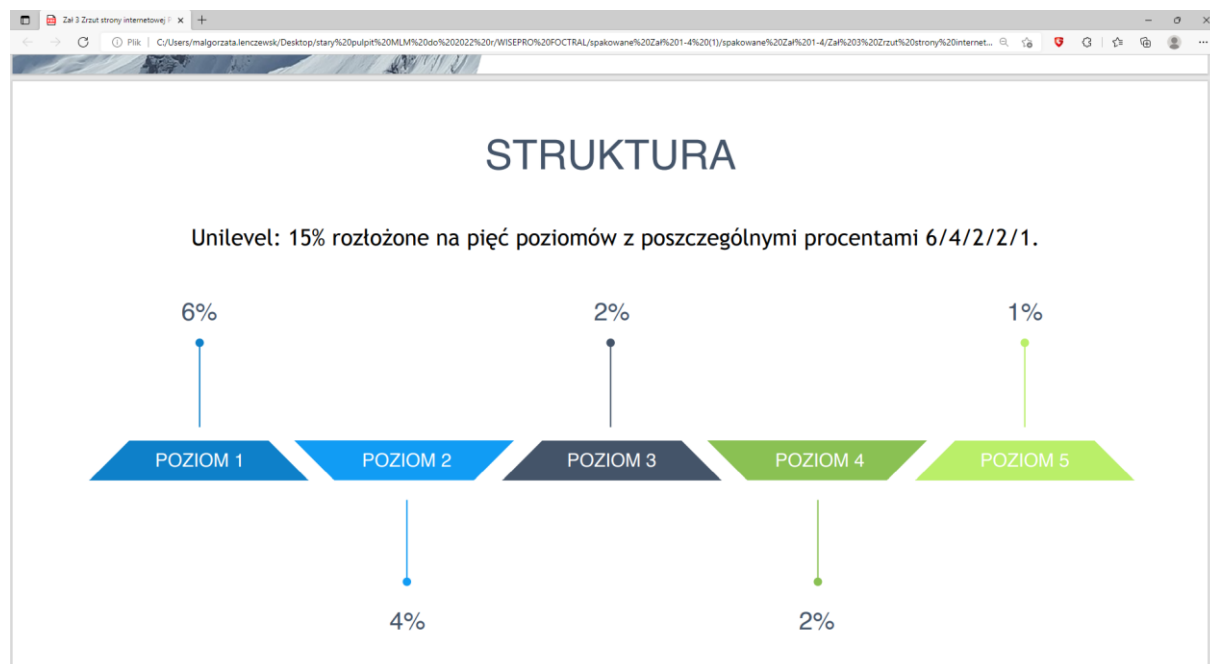 Zał 3 Zrzut strony internetowej P
Plik | C:/Users/malgorzata.lenczewsk/Desktop/stary%20pulpit%20MLM%20do%202022%20r/WISEPRO%20FOCTRAL/spakowane%20Zał%201-4%20(1)/spakowane%20Zał%201-4/Zał%203%20Zrzut%20strony%20internet...
STRUKTURA
Unilevel: 15% rozłożone na pięć poziomów z poszczególnymi procentami 6/4/2/2/1.
6% 2% 1%
POZIOM 1 POZIOM 2 POZIOM 3 POZIOM 4 POZIOM 5
4% 2%